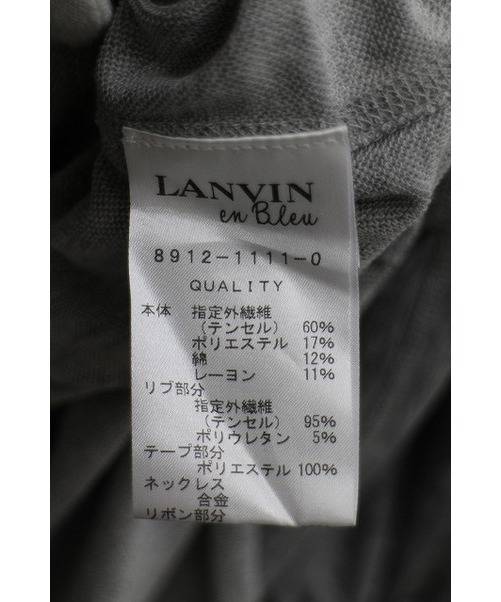 LANVIN
en Bleu
8912-1111-0
QUALITY
本体 指定外繊維
(テンセル) 60%
ポリエステル 17%
綿 12%
レーヨン 11%
リブ部分
指定外繊維
(テンセル) 95%
ポリウレタン 5%
テープ部分
ポリエステル 100%
ネックレス
合金
リボン部分